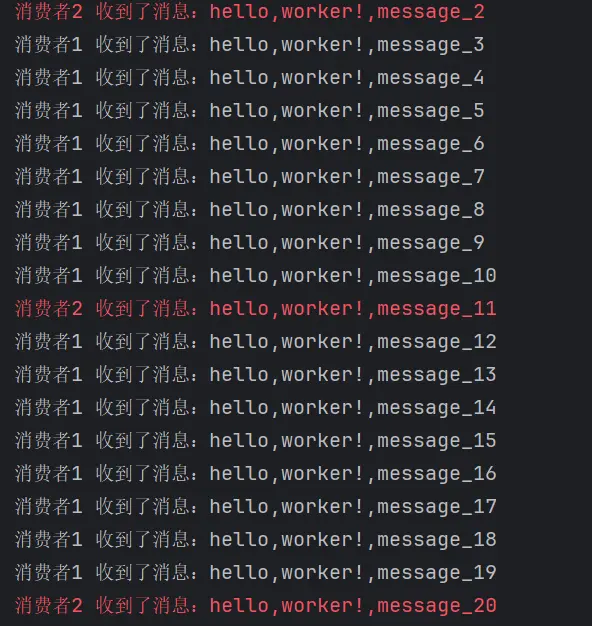 消费者2 收到了消息：hello,worker!,message_2
消费者1 收到了消息：hello,worker!,message_3
消费者1 收到了消息：hello,worker!,message_4
消费者1 收到了消息：hello,worker!,message_5
消费者1 收到了消息：hello,worker!,message_6
消费者1 收到了消息：hello,worker!,message_7
消费者1 收到了消息：hello,worker!,message_8
消费者1 收到了消息：hello,worker!,message_9
消费者1 收到了消息：hello,worker!,message_10
消费者2 收到了消息：hello,worker!,message_11
消费者1 收到了消息：hello,worker!,message_12
消费者1 收到了消息：hello,worker!,message_13
消费者1 收到了消息：hello,worker!,message_14
消费者1 收到了消息：hello,worker!,message_15
消费者1 收到了消息：hello,worker!,message_16
消费者1 收到了消息：hello,worker!,message_17
消费者1 收到了消息：hello,worker!,message_18
消费者1 收到了消息：hello,worker!,message_19
消费者2 收到了消息：hello,worker!,message_20